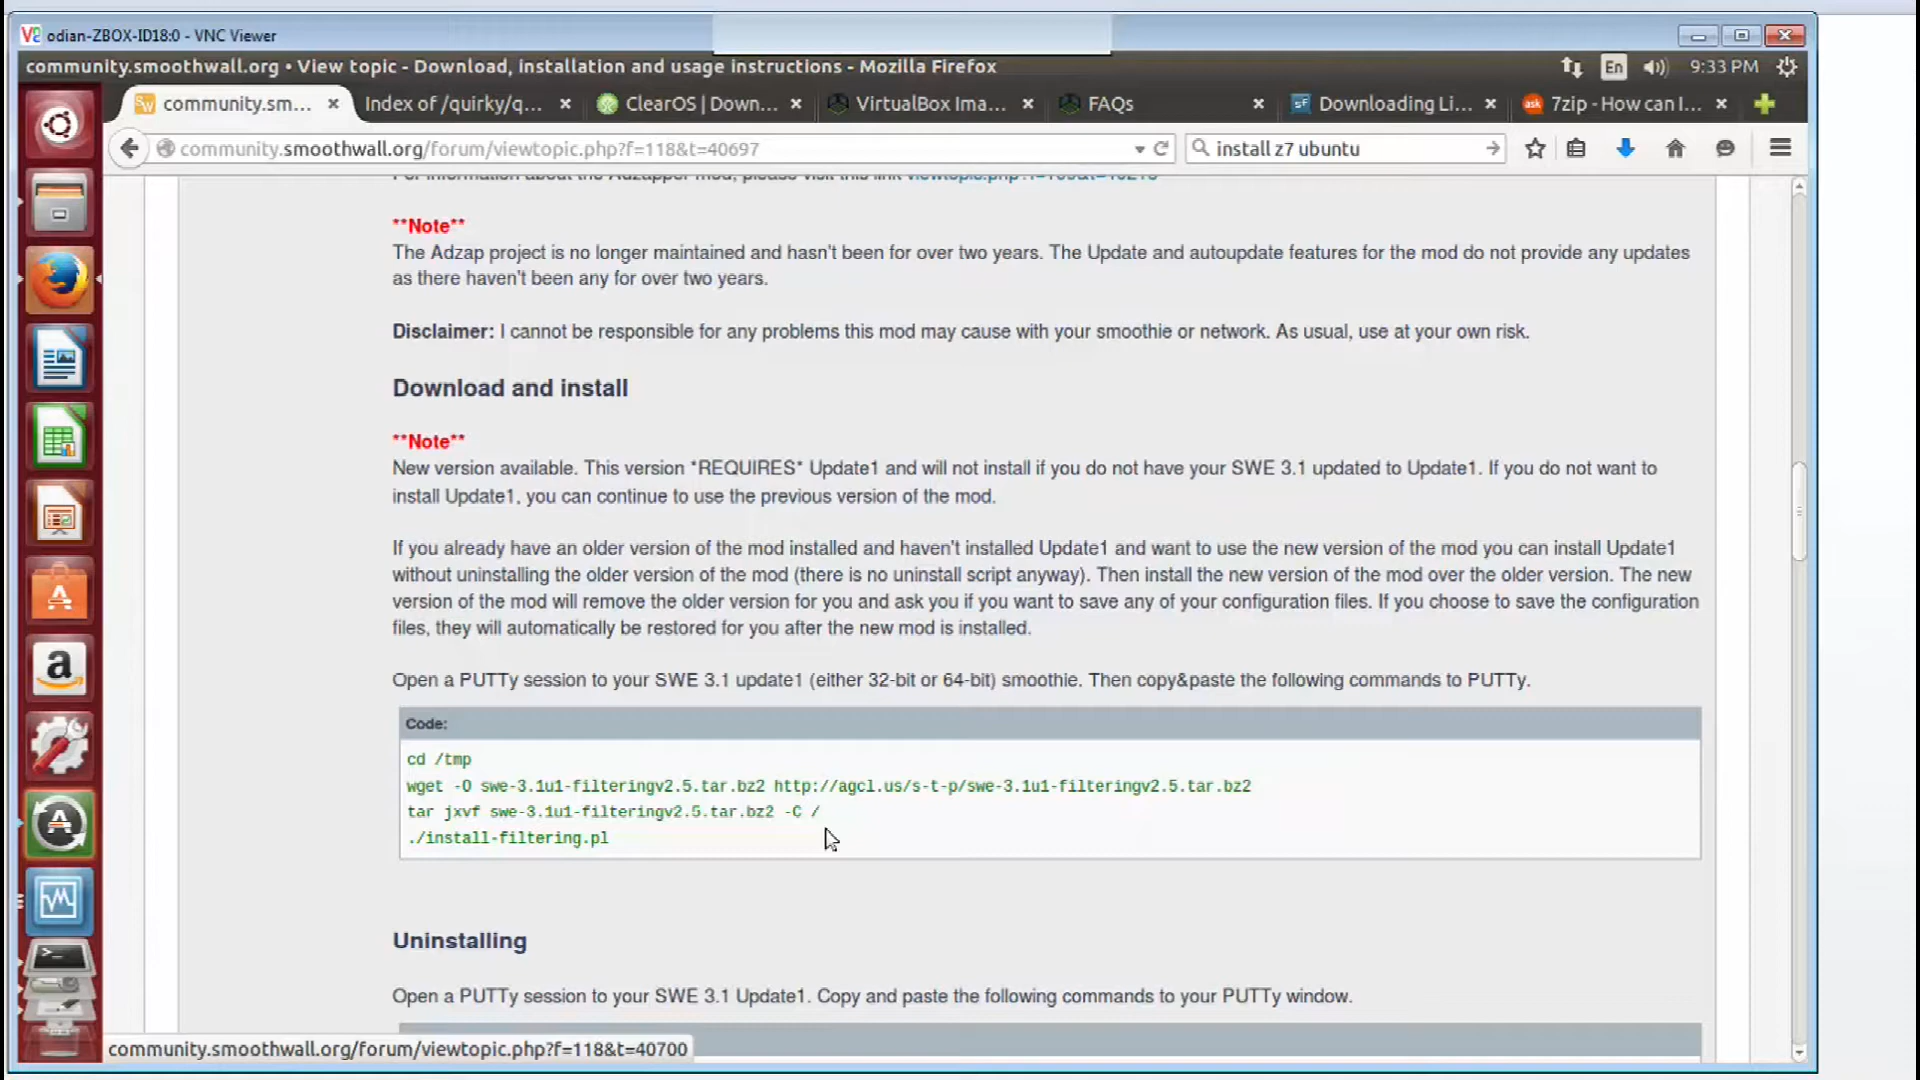 odian-ZBOX-ID18:0 - VNC Viewer
community.smoothwall.org • View topic - Download, installation and usage instructions - Mozilla Firefox
En
9:33 PM
community.sm...
Index of /quirky/q...
ClearOS | Down...
VirtualBox Ima...
FAQs
Downloading Li...
7zip - How can I...
community.smoothwall.org/forum/viewtopic.php?f=118&t=40697
install z7 ubuntu
**Note**
The Adzap project is no longer maintained and hasn't been for over two years. The Update and autoupdate features for the mod do not provide any updates
as there haven't been any for over two years.
Disclaimer: I cannot be responsible for any problems this mod may cause with your smoothie or network. As usual, use at your own risk.
Download and install
**Note**
New version available. This version *REQUIRES* Update1 and will not install if you do not have your SWE 3.1 updated to Update1. If you do not want to
install Update1, you can continue to use the previous version of the mod.
If you already have an older version of the mod installed and haven't installed Update1 and want to use the new version of the mod you can install Update1
without uninstalling the older version of the mod (there is no uninstall script anyway). Then install the new version of the mod over the older version. The new
version of the mod will remove the older version for you and ask you if you want to save any of your configuration files. If you choose to save the configuration
files, they will automatically be restored for you after the new mod is installed.
Open a PUTTy session to your SWE 3.1 update1 (either 32-bit or 64-bit) smoothie. Then copy&paste the following commands to PUTTy.
Code:
cd /tmp
wget -O swe-3.1u1-filteringv2.5.tar.bz2 http://agcl.us/s-t-p/swe-3.1u1-filteringv2.5.tar.bz2
tar jxvf swe-3.1u1-filteringv2.5.tar.bz2 -C /
./install-filtering.pl
Uninstalling
Open a PUTTy session to your SWE 3.1 Update1. Copy and paste the following commands to your PUTTy window.
community.smoothwall.org/forum/viewtopic.php?f=118&t=40700